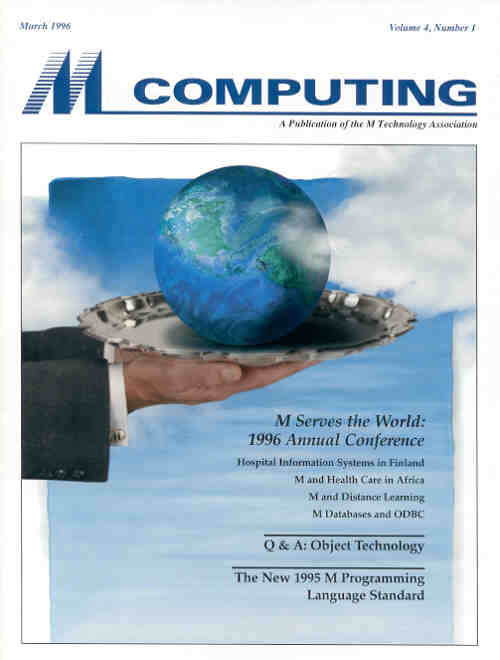 March 1996
Volume 4, Number 1
M COMPUTING
A Publication of the M Technology Association
M
M Serves the World:
1996 Annual Conference
Hospital Information Systems in Finland
M and Health Care in Africa
M and Distance Learning
M Databases and ODBC
Q & A: Object Technology
The New 1995 M Programming
Language Standard